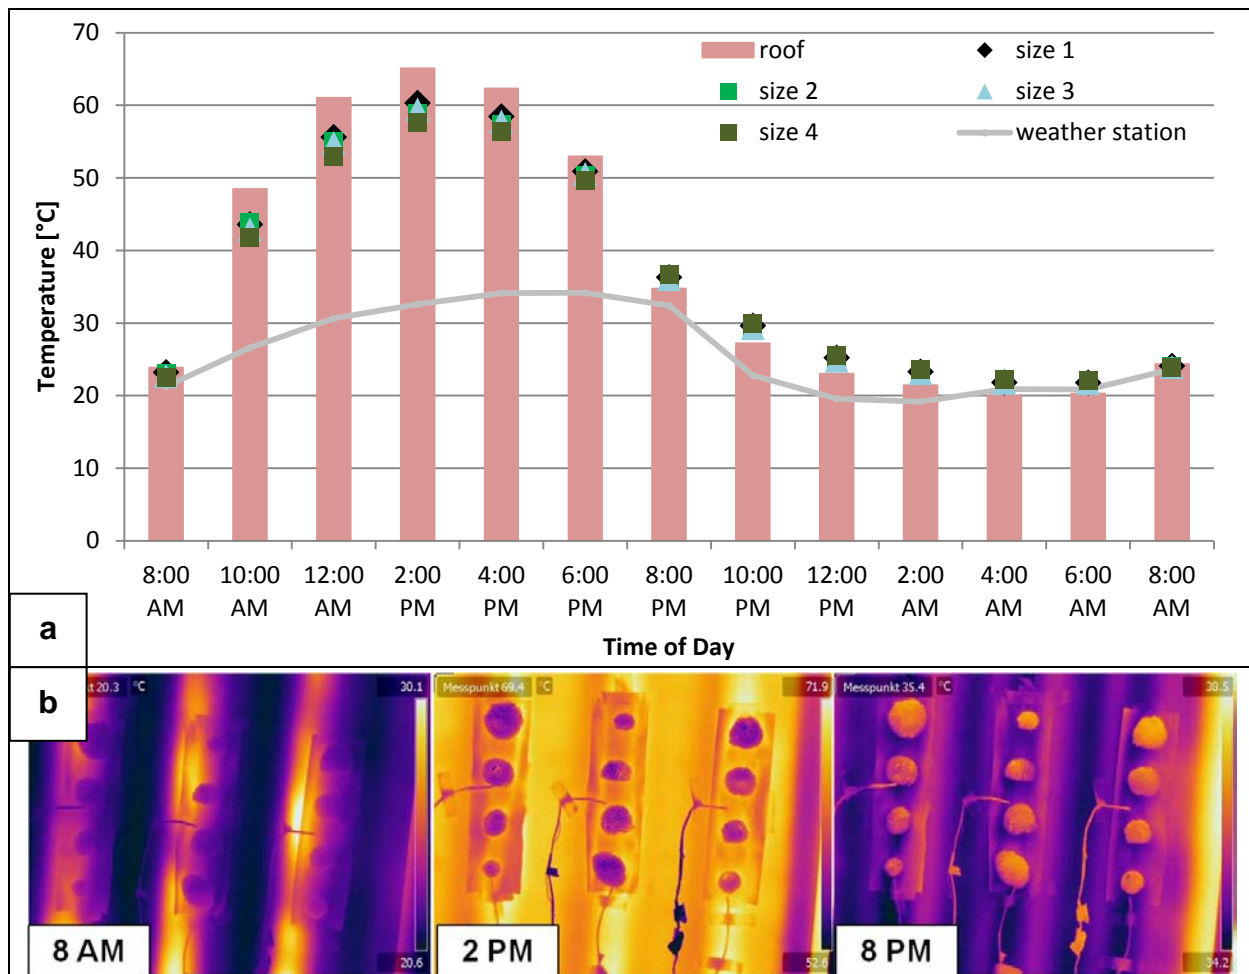 70
60
50
40
30
20
10
0
Temperature [°C]
roof
size 1
size 2
size 3
size 4
weather station
8:00 AM
10:00 AM
12:00 AM
2:00 PM
4:00 PM
6:00 PM
8:00 PM
10:00 PM
12:00 PM
2:00 AM
4:00 AM
6:00 AM
8:00 AM
Time of Day
a
b
20.3 °C
30.1
20.6
8 AM
Messpunkt 69.4 °C
71.9
52.6
2 PM
Messpunkt 35.4 °C
38.5
34.2
8 PM